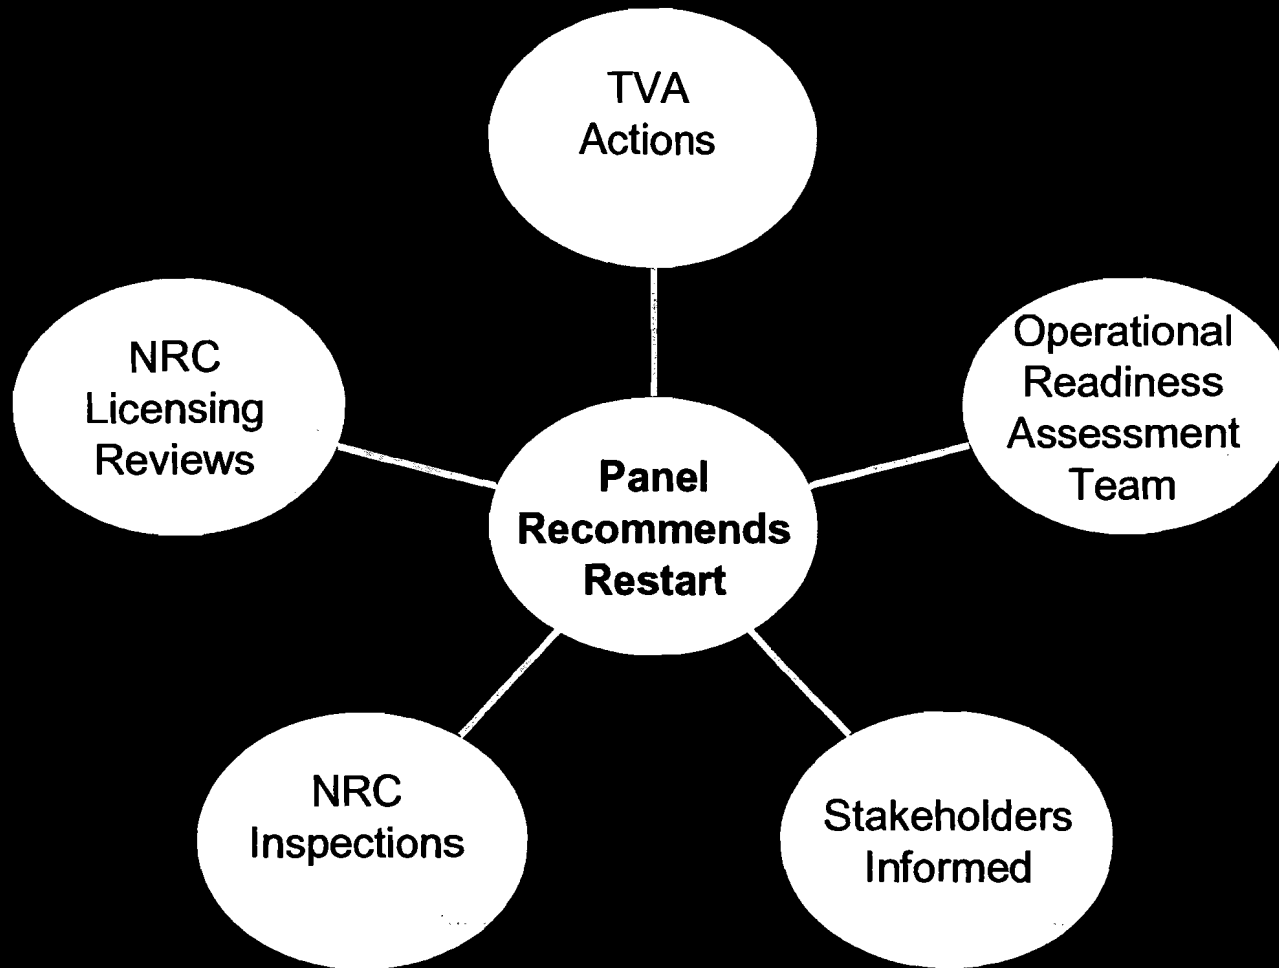 TVA
Actions
NRC
Licensing
Reviews
Operational
Readiness
Assessment
Team
Panel
Recommends
Restart
NRC
Inspections
Stakeholders
Informed